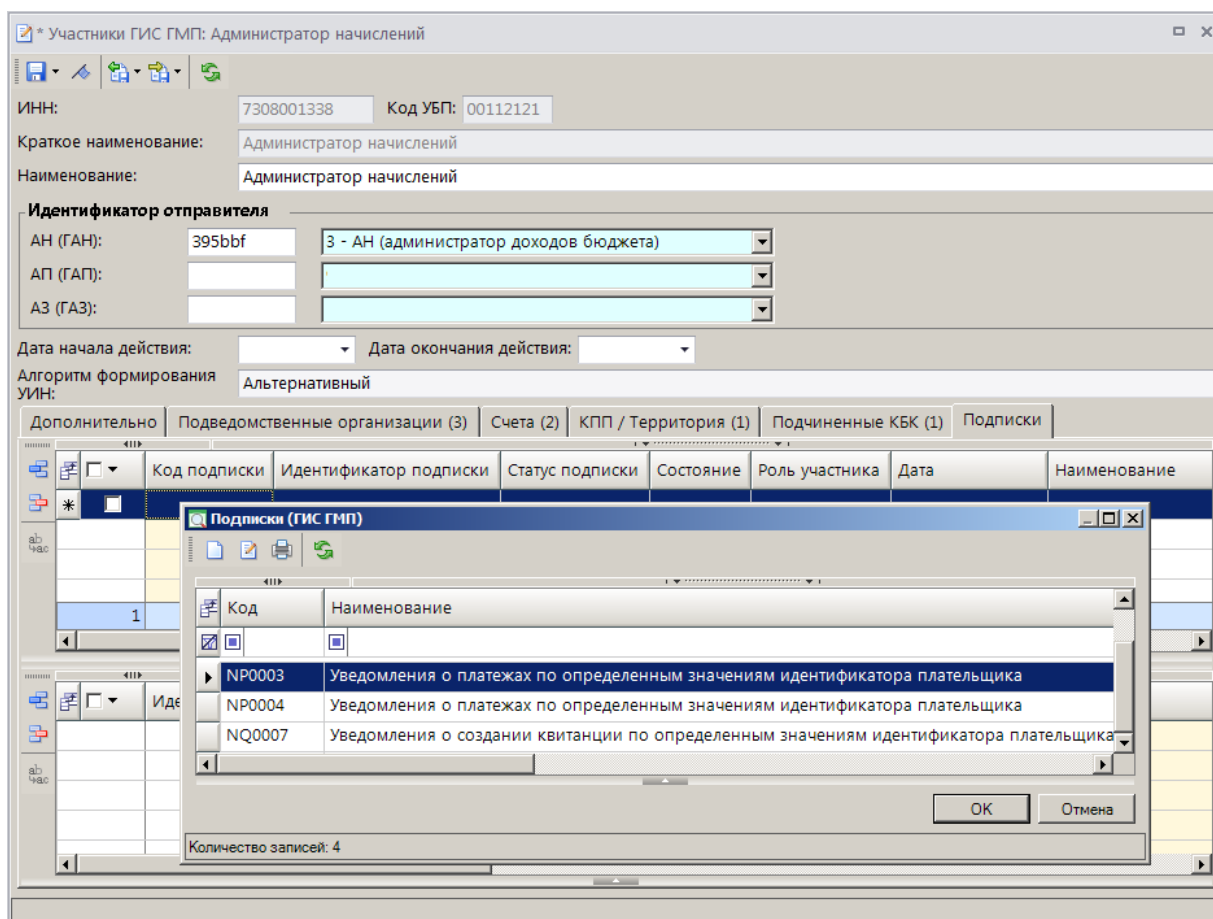 * Участники ГИС ГМП: Администратор начислений
ИНН: 7308001338 Код УБП: 00112121
Краткое наименование: Администратор начислений
Наименование: Администратор начислений
Идентификатор отправителя
АН (ГАН): 395bbf 3 - АН (администратор доходов бюджета)
АП (ГАП):
АЗ (ГАЗ):
Дата начала действия: Дата окончания действия:
Алгоритм формирования
УИН: Альтернативный
Дополнительно Подведомственные организации (3) Счета (2) КПП / Территория (1) Подчиненные КБК (1) Подписки
Код подписки Идентификатор подписки Статус подписки Состояние Роль участника Дата Наименование
Подписки (ГИС ГМП)
ab
час
Код Наименование
1
NP0003 Уведомления о платежах по определенным значениям идентификатора плательщика
Иде
NP0004 Уведомления о платежах по определенным значениям идентификатора плательщика
NQ0007 Уведомления о создании квитанции по определенным значениям идентификатора плательщика
ab
час
OK Отмена
Количество записей: 4